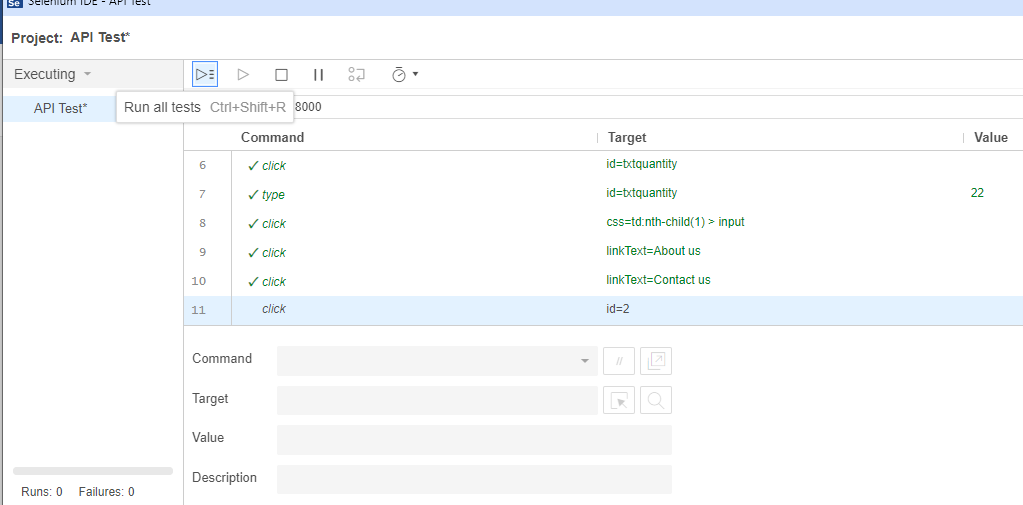 Selenium IDE - API Test
Project: API Test*
Executing
API Test*
Run all tests Ctrl+Shift+R
8000
Command Target Value
6 ✓ click id=txtquantity
7 ✓ type id=txtquantity 22
8 ✓ click css=td:nth-child(1) > input
9 ✓ click linkText=About us
10 ✓ click linkText=Contact us
11 click id=2
Command
//
Target
Value
Description
Runs: 0 Failures: 0